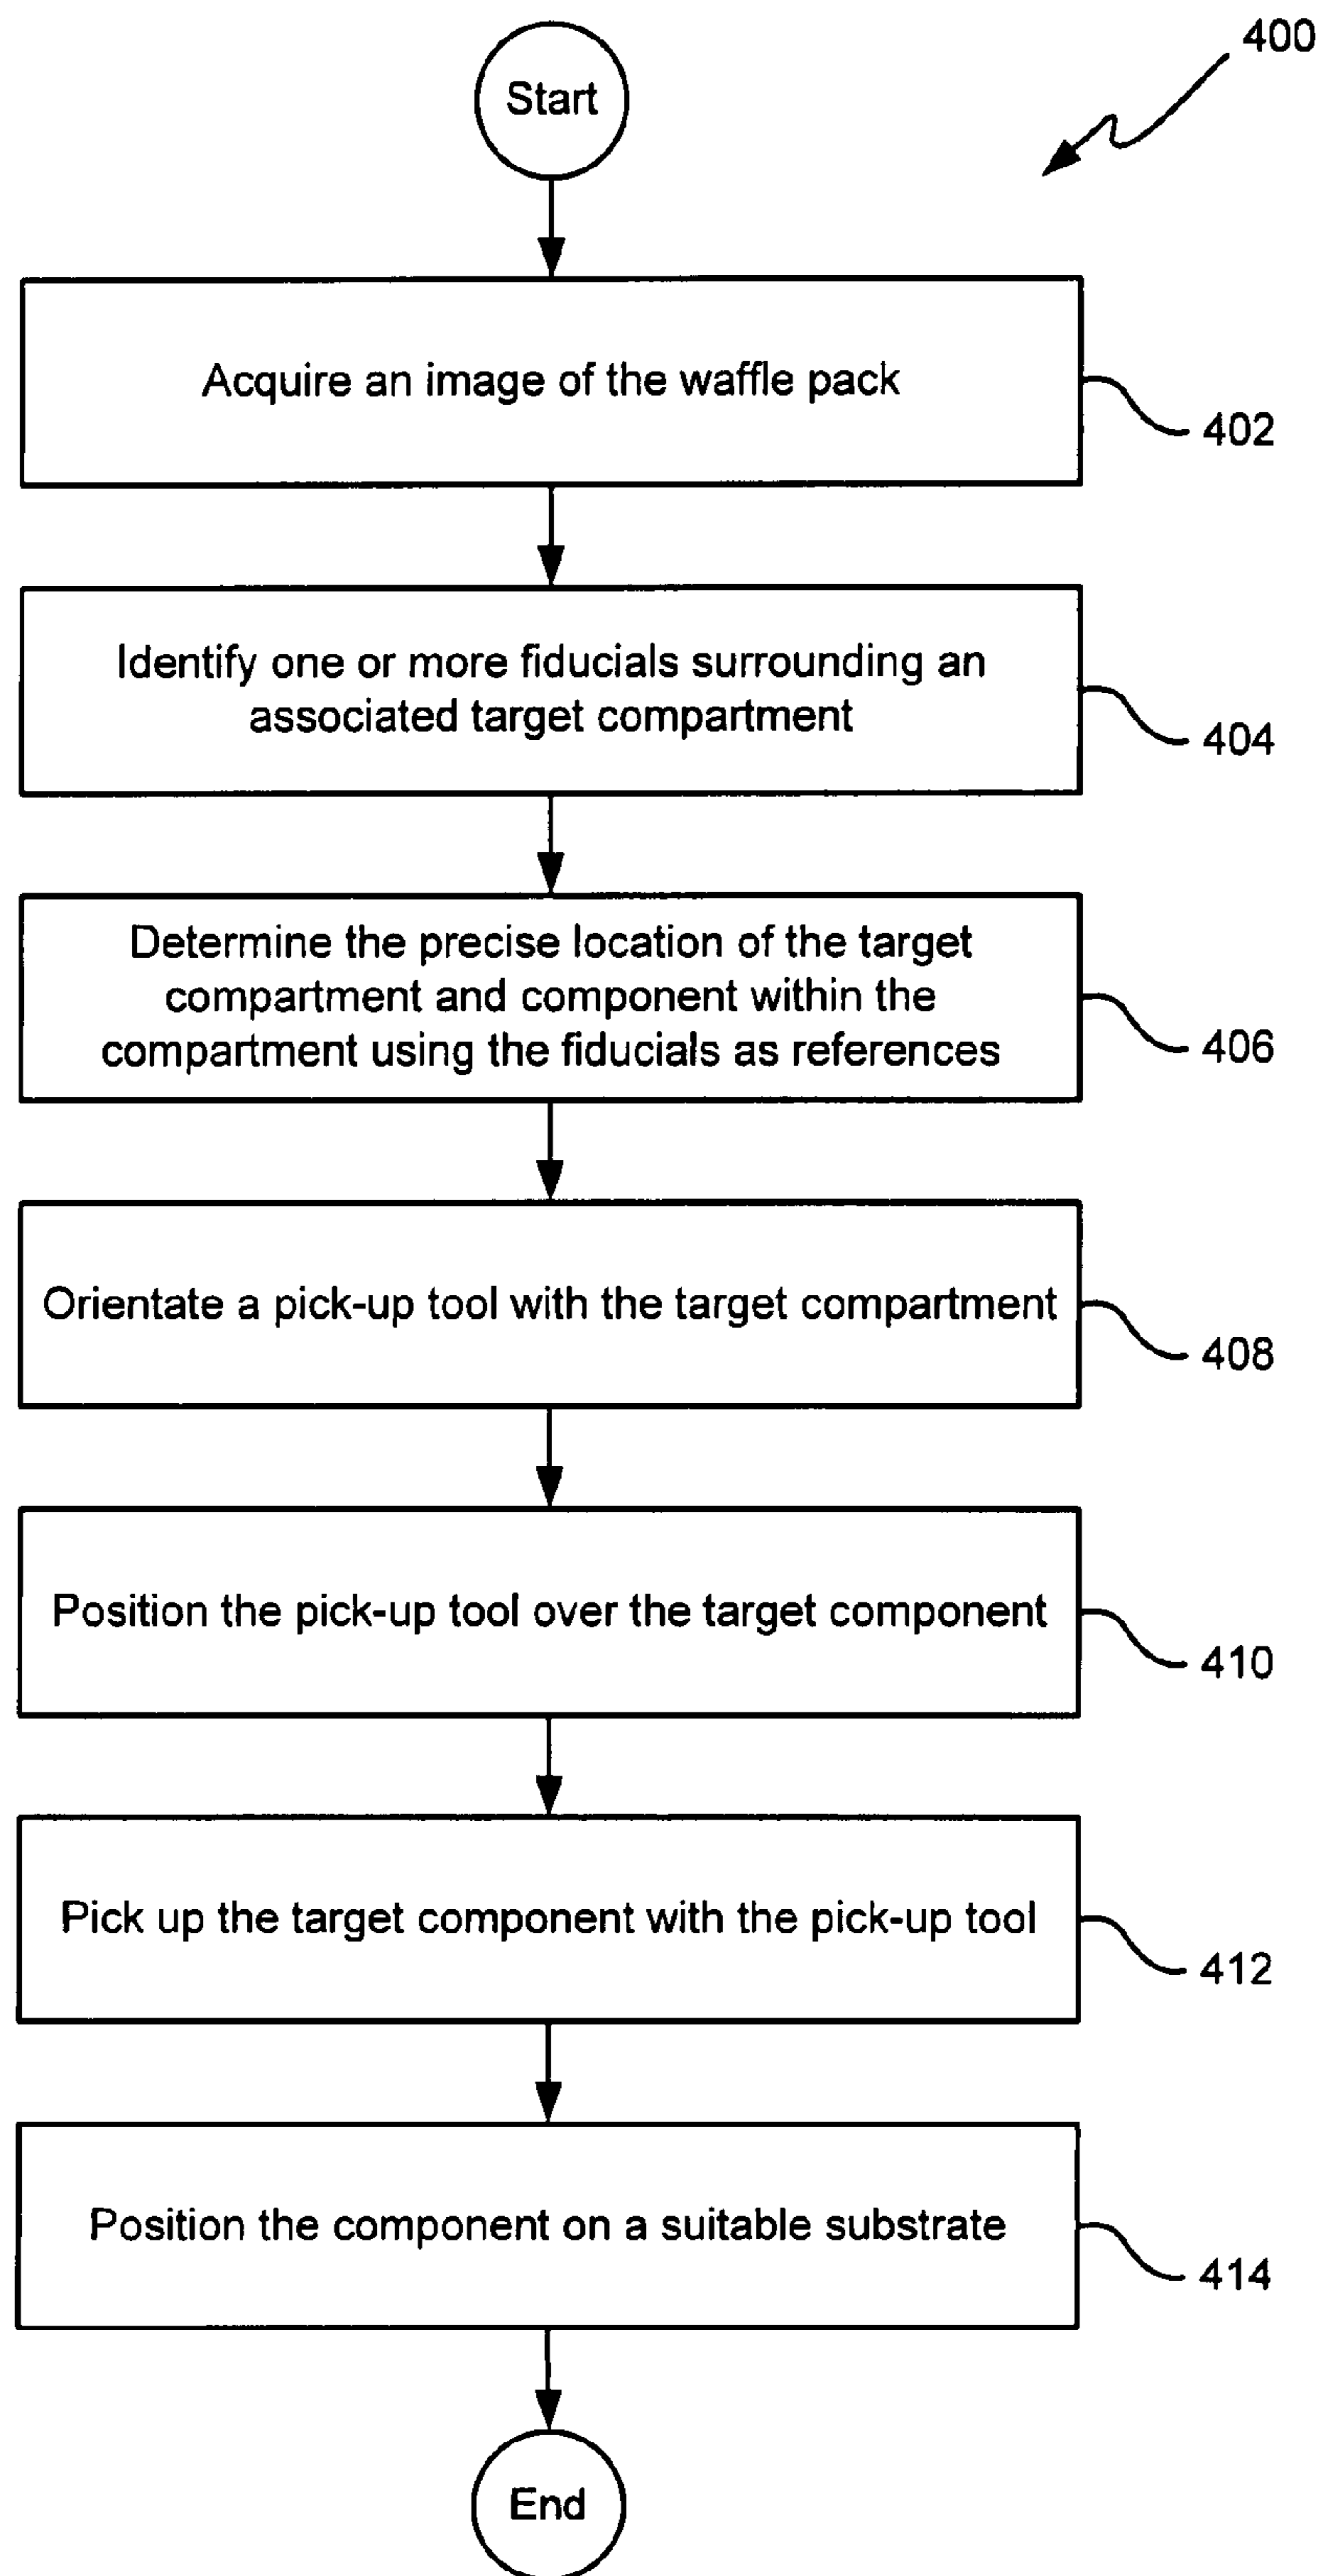 400
Start
Acquire an image of the waffle pack
402
Identify one or more fiducials surrounding an
associated target compartment
404
Determine the precise location of the target
compartment and component within the
compartment using the fiducials as references
406
Orientate a pick-up tool with the target compartment
408
Position the pick-up tool over the target component
410
Pick up the target component with the pick-up tool
412
Position the component on a suitable substrate
414
End